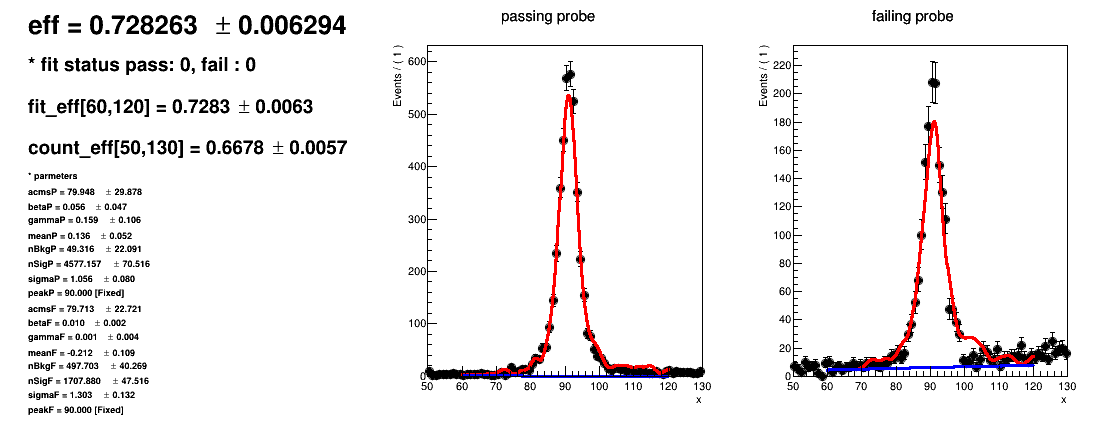 eff = 0.728263 ± 0.006294
* fit status pass: 0, fail : 0
fit_eff[60,120] = 0.7283 ± 0.0063
count_eff[50,130] = 0.6678 ± 0.0057
* parmeters
acmsP = 79.948 ± 29.878
betaP = 0.056 ± 0.047
gammaP = 0.159 ± 0.106
meanP = 0.136 ± 0.052
nBkgP = 49.316 ± 22.091
nSigP = 4577.157 ± 70.516
sigmaP = 1.056 ± 0.080
peakP = 90.000 [Fixed]
acmsF = 79.713 ± 22.721
betaF = 0.010 ± 0.002
gammaF = 0.001 ± 0.004
meanF = -0.212 ± 0.109
nBkgF = 497.703 ± 40.269
nSigF = 1707.880 ± 47.516
sigmaF = 1.303 ± 0.132
peakF = 90.000 [Fixed]
passing probe
Events / ( 1 )
600
500
400
300
200
100
0
50 60 70 80 90 100 110 120 130
x
failing probe
Events / ( 1 )
220
200
180
160
140
120
100
80
60
40
20
0
50 60 70 80 90 100 110 120 130
x